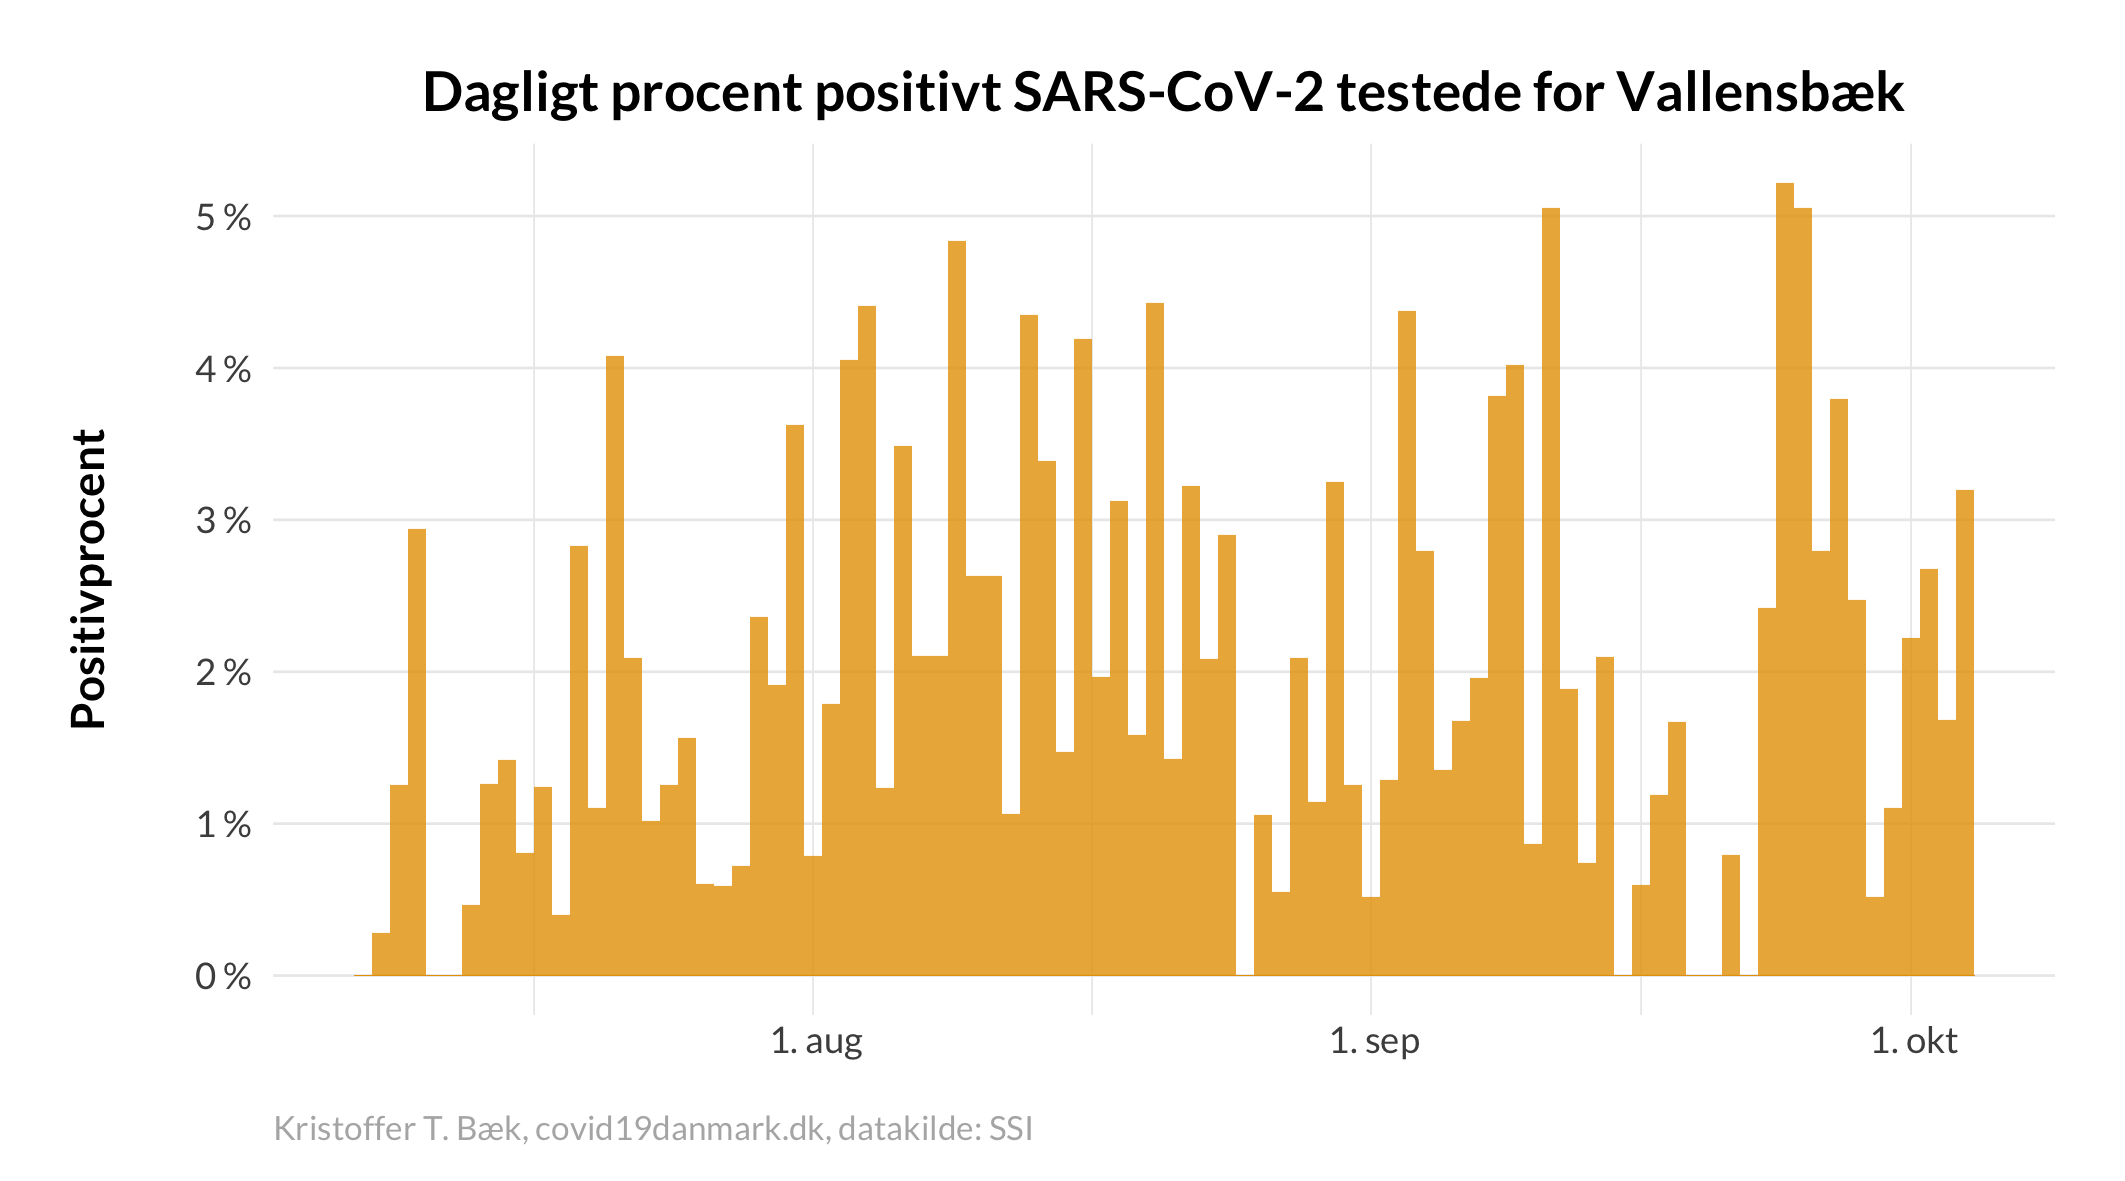 Dagligt procent positivt SARS-CoV-2 testede for Vallensbæk
Positivprocent
5 %
4 %
3 %
2 %
1 %
0 %
1. aug
1. sep
1. okt
Kristoffer T. Bæk, covid19danmark.dk, datakilde: SSI